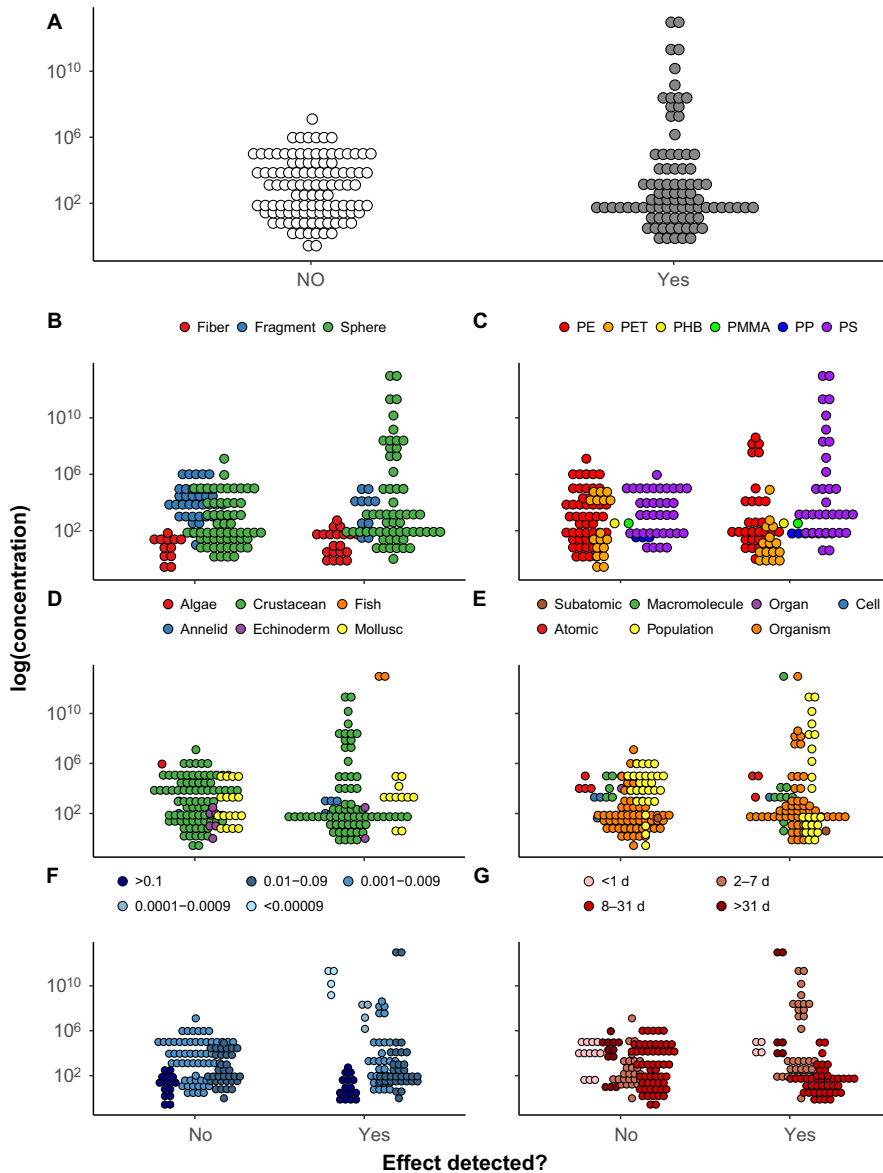 A
10^10
10^6
10^2
NO Yes
B
Fiber Fragment Sphere
C
PE PET PHB PMMA PP PS
10^10
10^6
10^2
D
Algae Crustacean Fish
Annelid Echinoderm Mollusc
E
Subatomic Macromolecule Organ Cell
Atomic Population Organism
log(concentration)
10^10
10^6
10^2
F
>0.1 0.01–0.09 0.001–0.009
0.0001–0.0009 <0.00009
G
<1 d 2–7 d
8–31 d >31 d
10^10
10^6
10^2
No Yes No Yes
Effect detected?